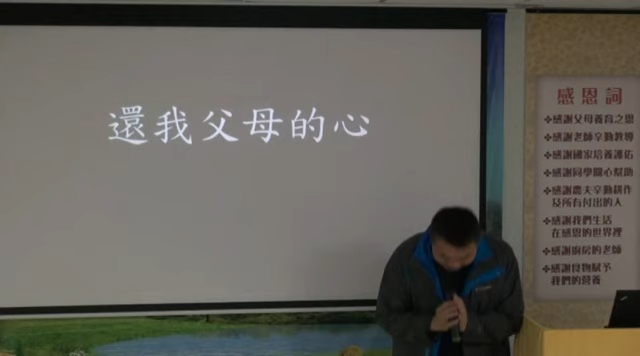 還我父母的心
感恩詞
❖感謝父母養育之恩
❖感謝老師辛勤教導
❖感謝國家培養護佑
❖感謝同學關心幫助
❖感謝農夫辛勤耕作
及所有付出的人
❖感謝我們生活
在感恩的世界裡
❖感謝廚房的老師
❖感謝食物賦予
我們的營養